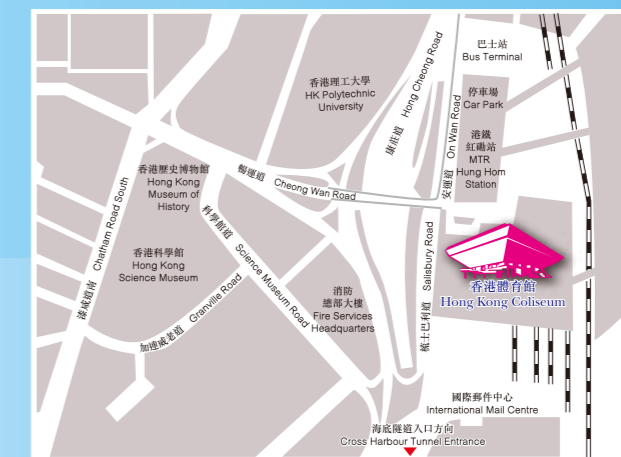 巴士站
Bus Terminal
香港理工大學
HK Polytechnic
University
康莊道 Hong Cheong Road
停車場
Car Park
安運道 On Wan Road
港鐵
紅磡站
MTR
Hung Hom
Station
香港歷史博物館
Hong Kong
Museum of
History
暢運道 Cheong Wan Road
漆咸道南 Chatham Road South
科學館道 Science Museum Road
香港科學館
Hong Kong
Science Museum
加連威老道 Granville Road
梳士巴利道 Salisbury Road
消防
總部大樓
Fire Services
Headquarters
香港體育館
Hong Kong Coliseum
國際郵件中心
International Mail Centre
海底隧道入口方向
Cross Harbour Tunnel Entrance